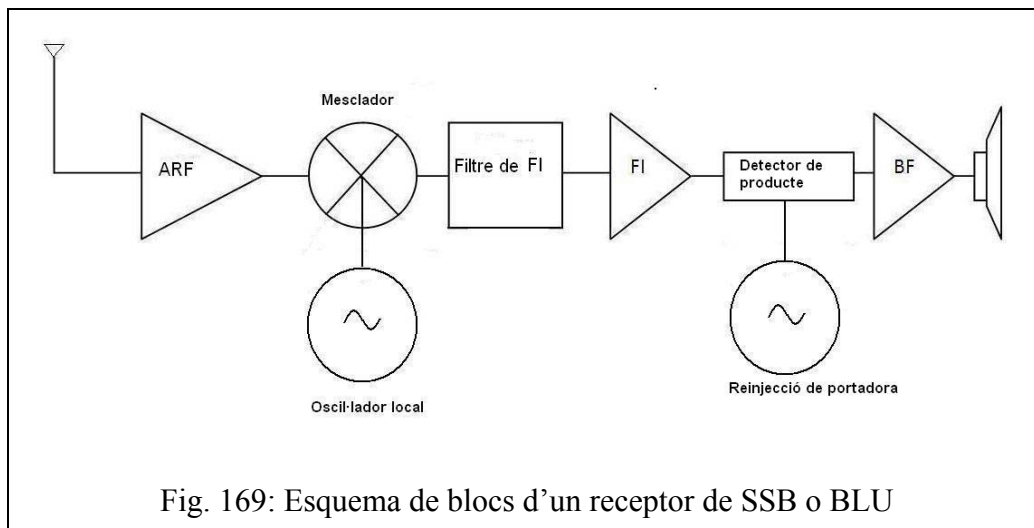 Mesclador
ARF
Filtre de FI
FI
Detector de
producte
BF
Oscil·lador local
Reinjecció de portadora
Fig. 169: Esquema de blocs d’un receptor de SSB o BLU